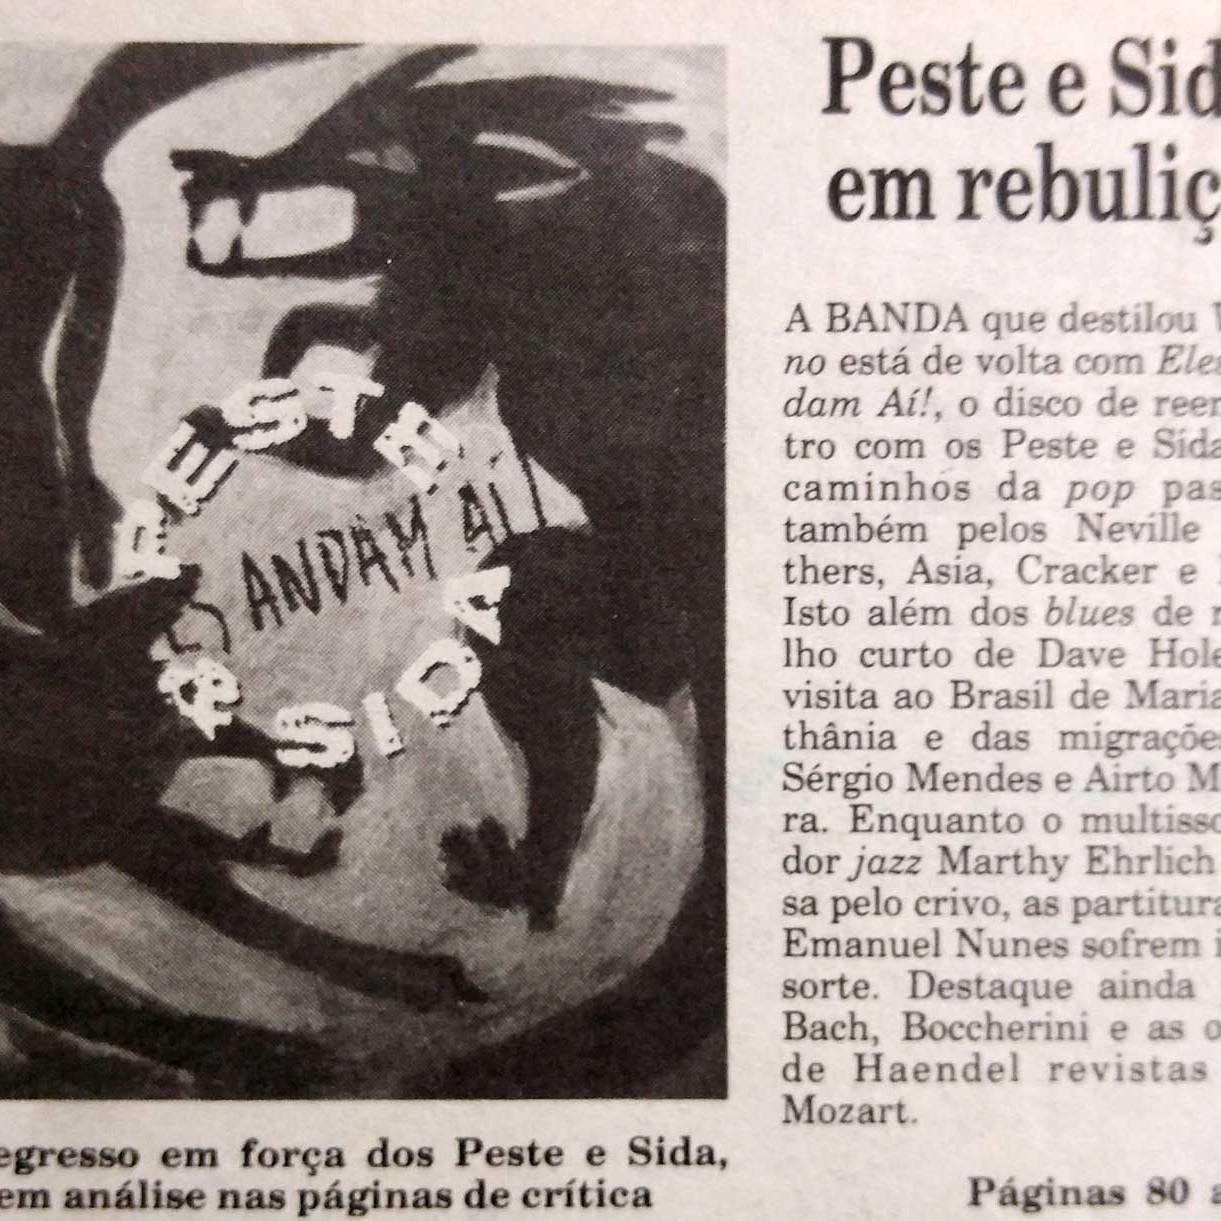 PESTE & SIDA
ANDAM AÍ!
Peste e Sid
em rebuliç
A BANDA que destilou
no está de volta com Eles
dam Aí!, o disco de reen
tro com os Peste e Sida
caminhos da pop pas
também pelos Neville
thers, Asia, Cracker e
Isto além dos blues de
lho curto de Dave Hole
visita ao Brasil de Maria
thânia e das migrações
Sérgio Mendes e Airto M
ra. Enquanto o multisso
dor jazz Marthy Ehrlich
sa pelo crivo, as partitura
Emanuel Nunes sofrem i
sorte. Destaque ainda
Bach, Boccherini e as o
de Haendel revistas
Mozart.
egresso em força dos Peste e Sida,
em análise nas páginas de crítica
Páginas 80 a